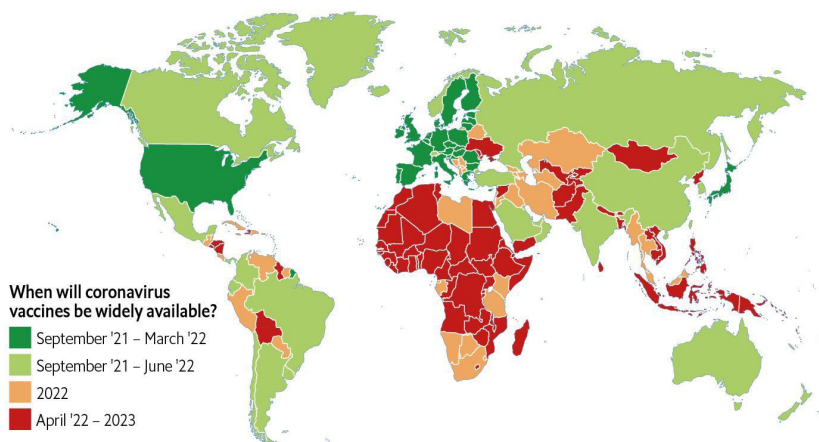 When will coronavirus
vaccines be widely available?
September '21 – March '22
September '21 – June '22
2022
April '22 – 2023